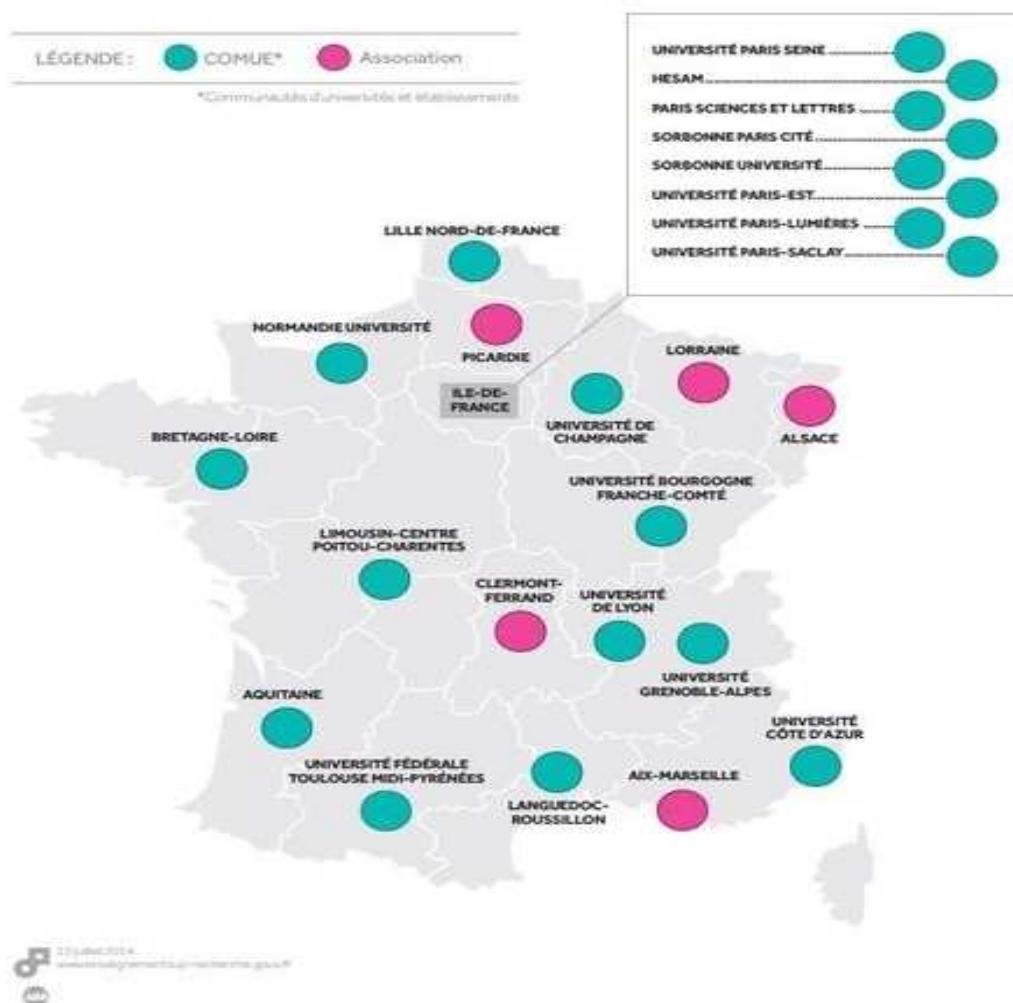 LÉGENDE : COMUE* Association
*Communautés d'universités et établissements
UNIVERSITÉ PARIS SEINE
HESAM
PARIS SCIENCES ET LETTRES
SORBONNE PARIS CITÉ
SORBONNE UNIVERSITÉ
UNIVERSITÉ PARIS-EST
UNIVERSITÉ PARIS-LUMIÈRES
UNIVERSITÉ PARIS-SACLAY
LILLE NORD-DE-FRANCE
NORMANDIE UNIVERSITÉ
PICARDIE
LORRAINE
ILE-DE-
FRANCE
UNIVERSITÉ DE
CHAMPAGNE
ALSACE
BRETAGNE-LOIRE
UNIVERSITÉ BOURGOGNE
FRANCHE-COMTÉ
LIMOUSIN-CENTRE
POITOU-CHARENTES
CLERMONT-
FERRAND
UNIVERSITÉ
DE LYON
UNIVERSITÉ
GRENOBLE-ALPES
AQUITAINE
UNIVERSITÉ
CÔTE D'AZUR
UNIVERSITÉ FÉDÉRALE
TOULOUSE MIDI-PYRÉNÉES
LANGUEDOC-
ROUSSILLON
AIX-MARSEILLE
juillet 2014